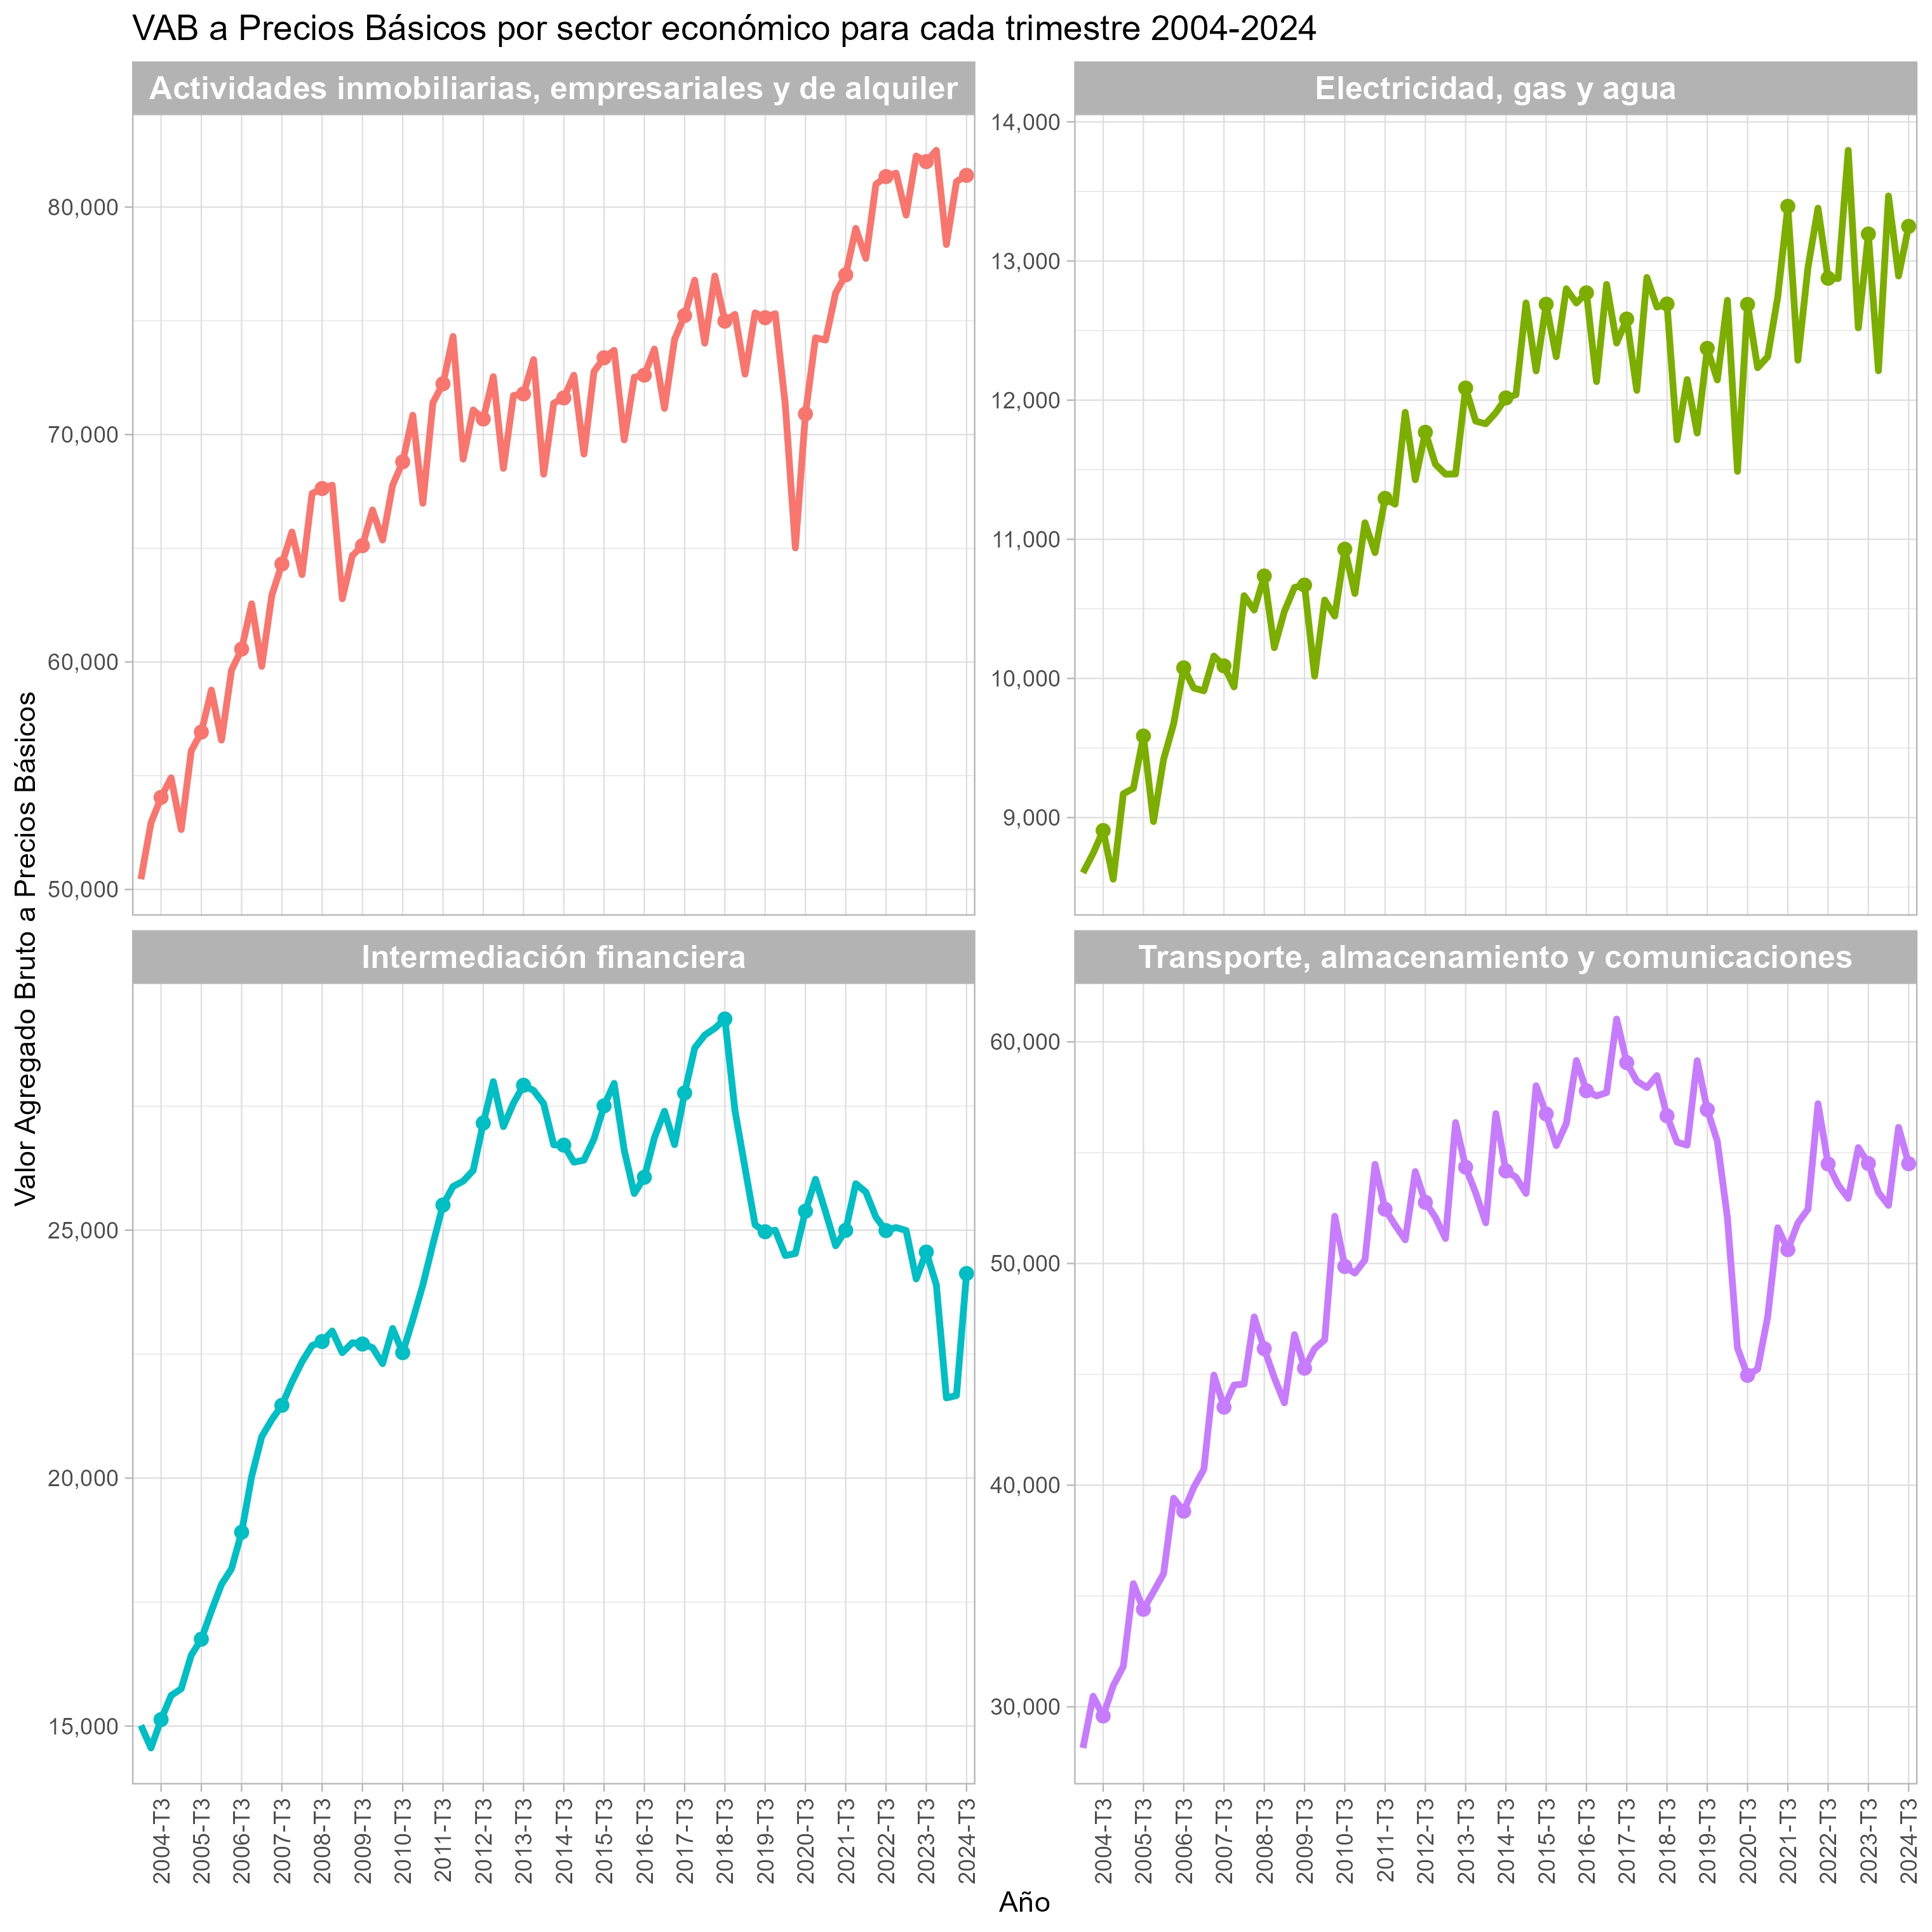 VAB a Precios Básicos por sector económico para cada trimestre 2004-2024
Valor Agregado Bruto a Precios Básicos
Actividades inmobiliarias, empresariales y de alquiler
80,000
70,000
60,000
50,000
Electricidad, gas y agua
14,000
13,000
12,000
11,000
10,000
9,000
Intermediación financiera
25,000
20,000
15,000
2004-T3
2005-T3
2006-T3
2007-T3
2008-T3
2009-T3
2010-T3
2011-T3
2012-T3
2013-T3
2014-T3
2015-T3
2016-T3
2017-T3
2018-T3
2019-T3
2020-T3
2021-T3
2022-T3
2023-T3
2024-T3
Transporte, almacenamiento y comunicaciones
60,000
50,000
40,000
30,000
2004-T3
2005-T3
2006-T3
2007-T3
2008-T3
2009-T3
2010-T3
2011-T3
2012-T3
2013-T3
2014-T3
2015-T3
2016-T3
2017-T3
2018-T3
2019-T3
2020-T3
2021-T3
2022-T3
2023-T3
2024-T3
Año